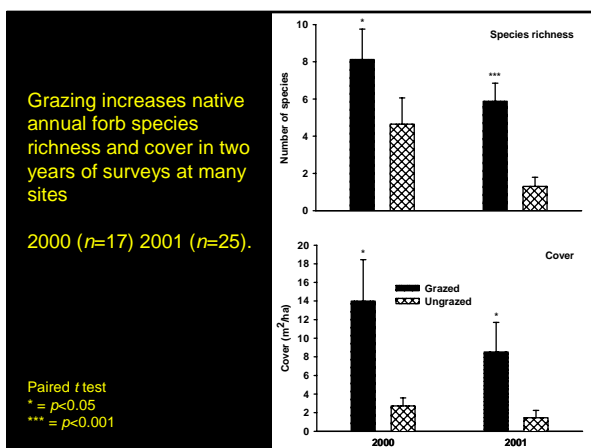 Grazing increases native
annual forb species
richness and cover in two
years of surveys at many
sites
2000 (n=17) 2001 (n=25).
Paired t test
* = p<0.05
*** = p<0.001
Species richness
Number of species
10
8
6
4
2
0
*
***
Cover
Cover (m²/ha)
20
18
16
14
12
10
8
6
4
2
0
*
*
Grazed
Ungrazed
2000
2001